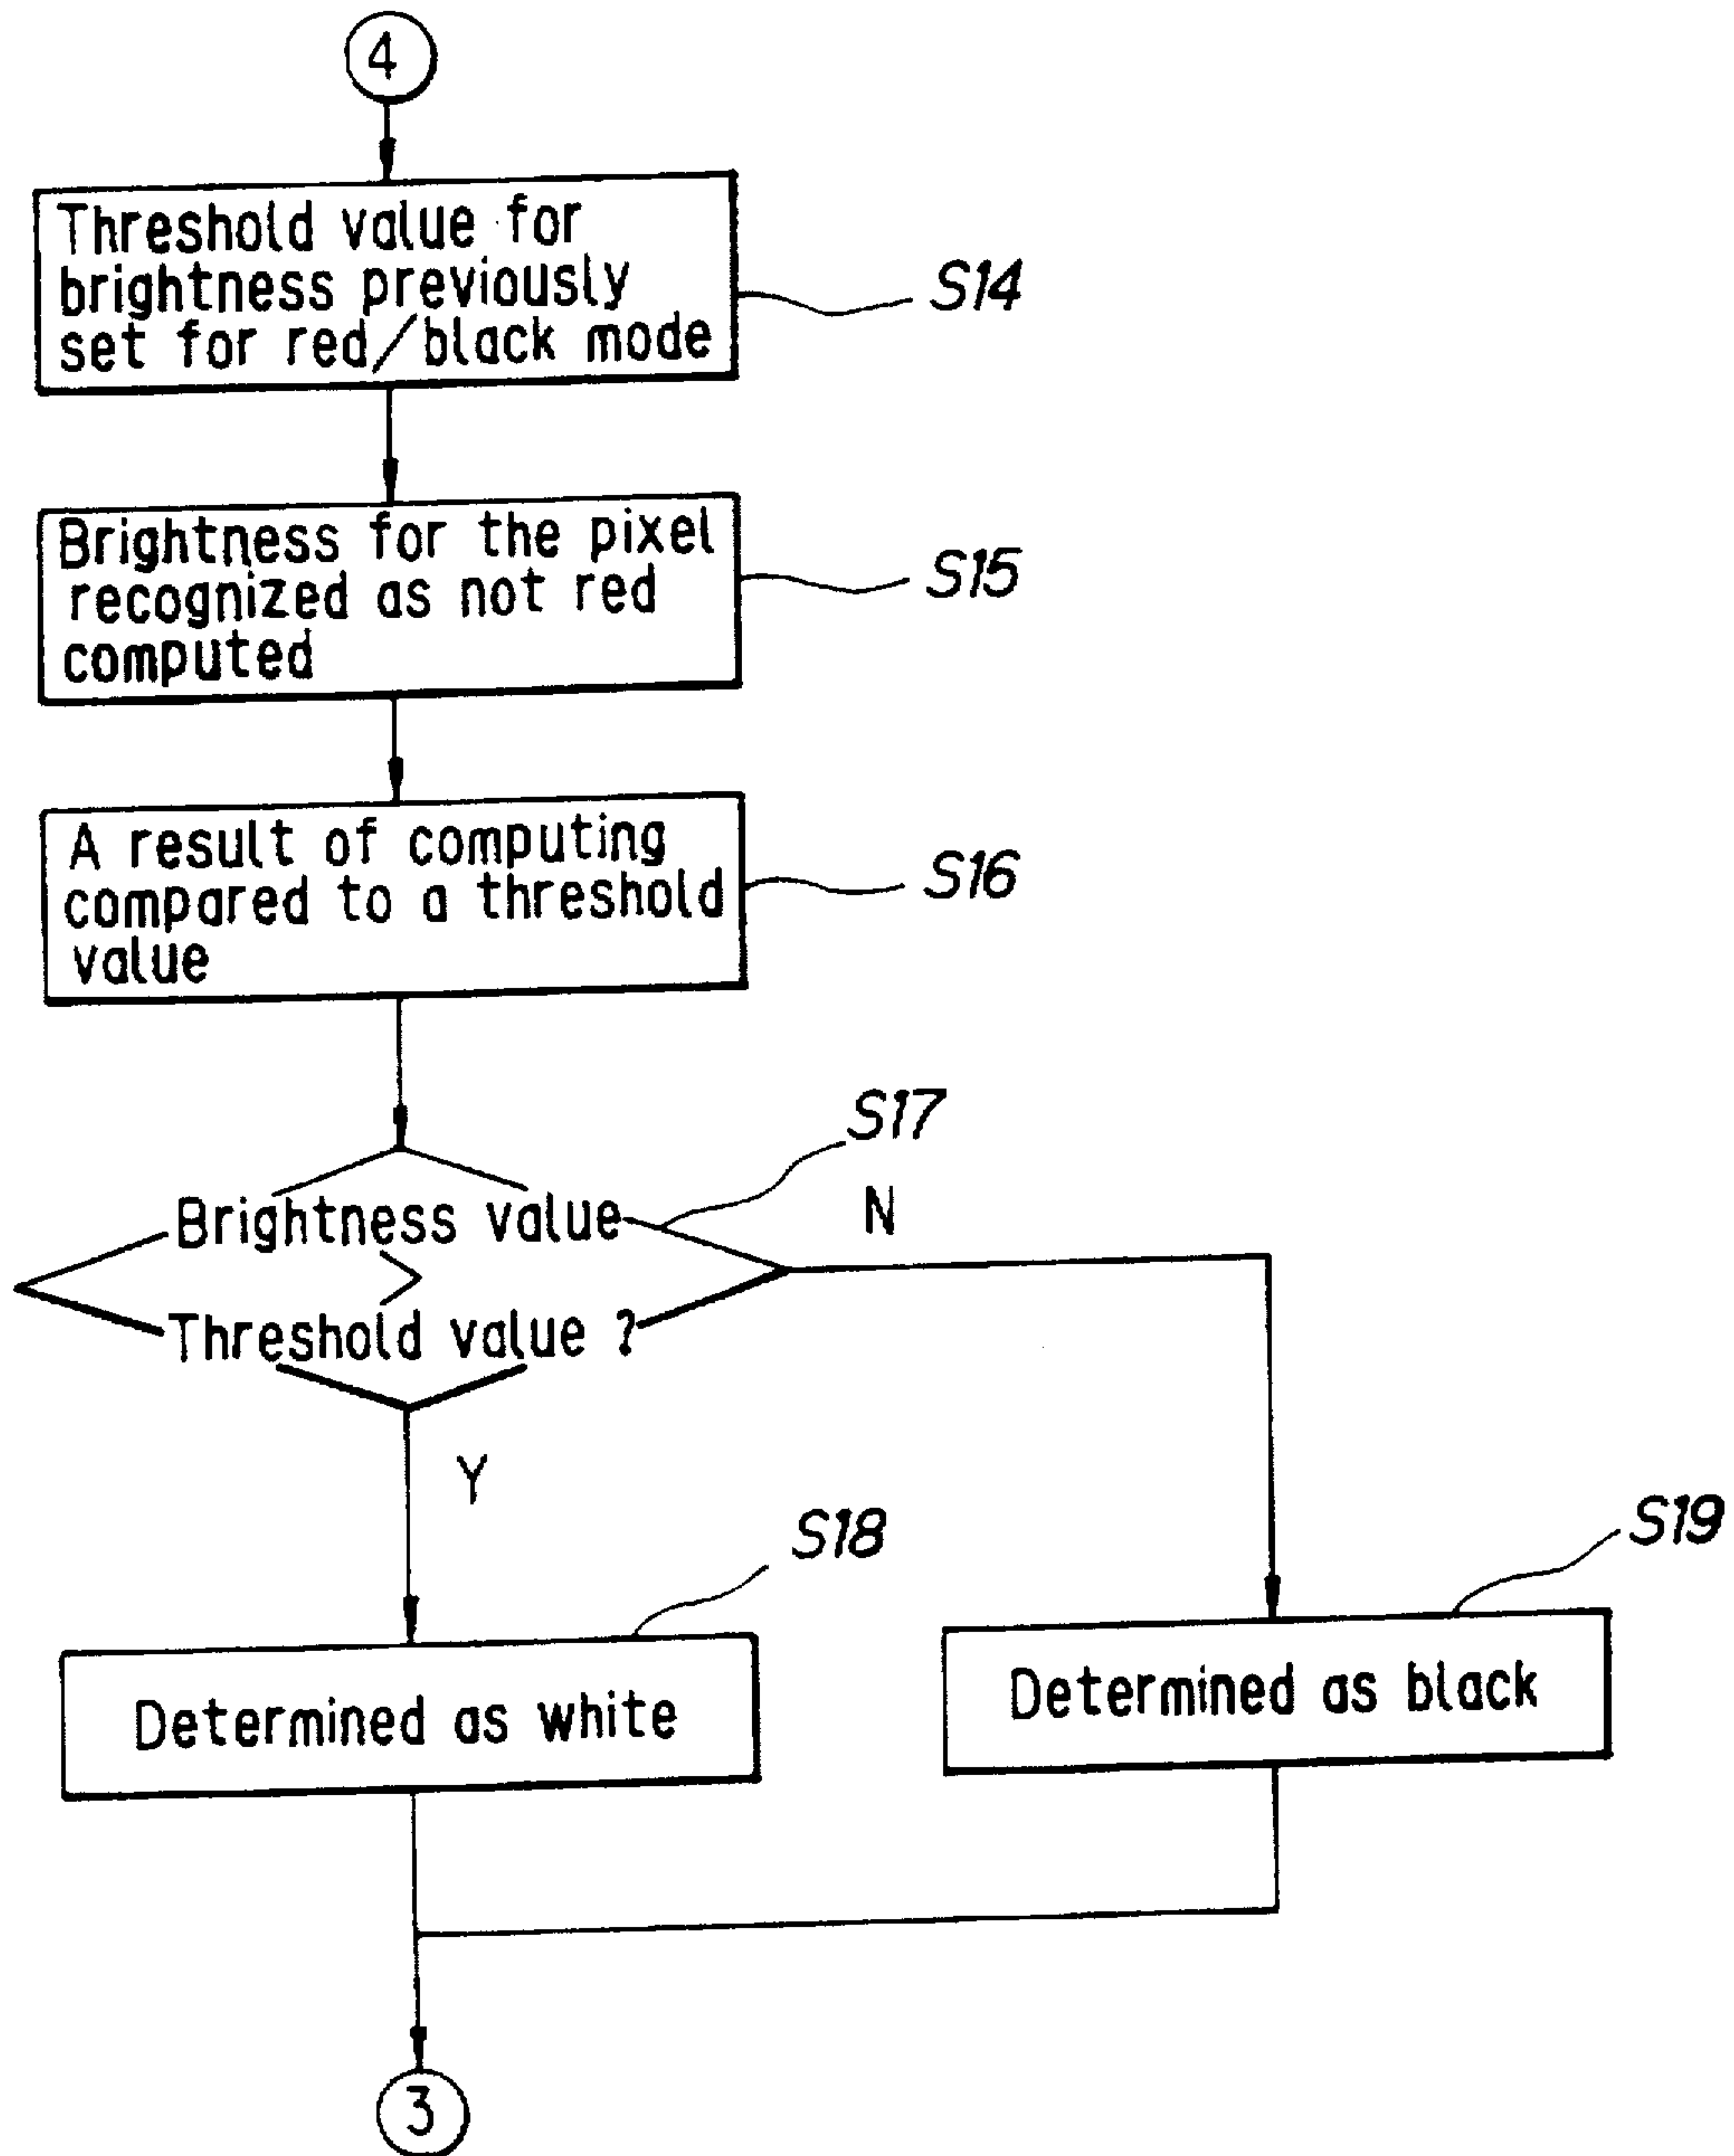 4
Threshold value for
brightness previously
set for red/black mode
S14
Brightness for the pixel
recognized as not red
computed
S15
A result of computing
compared to a threshold
value
S16
S17
Brightness value
>
Threshold value ?
N
Y
S18
Determined as white
S19
Determined as black
3